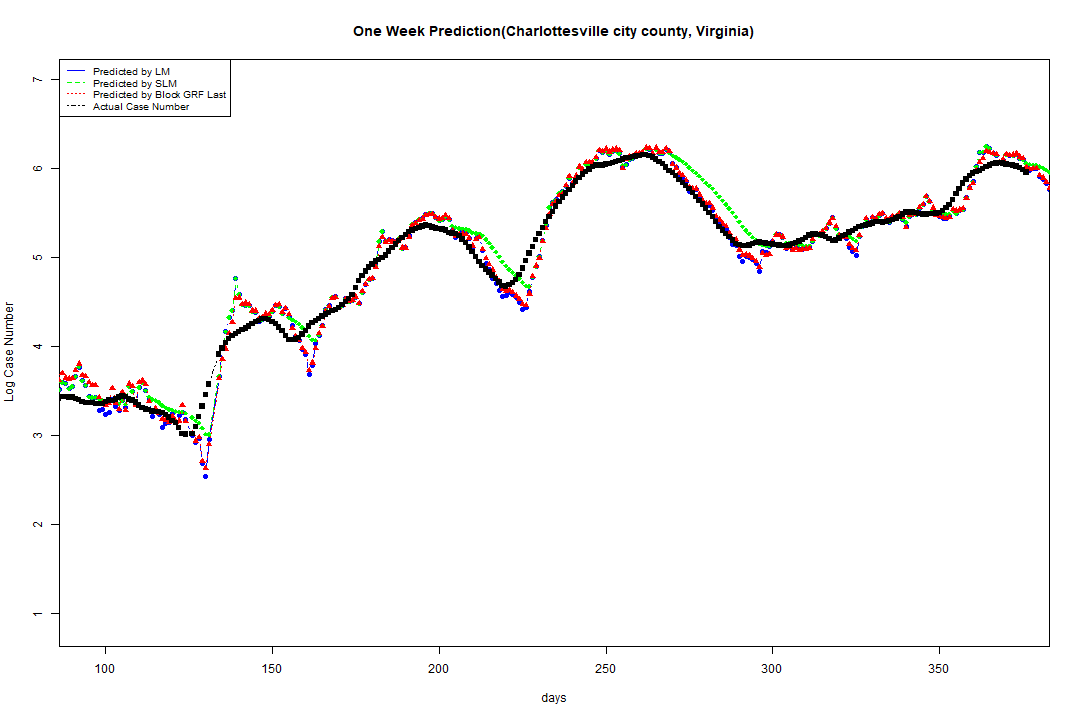 One Week Prediction(Charlottesville city county, Virginia)
Predicted by LM
Predicted by SLM
Predicted by Block GRF Last
Actual Case Number
7
6
5
4
3
2
1
Log Case Number
100 150 200 250 300 350
days